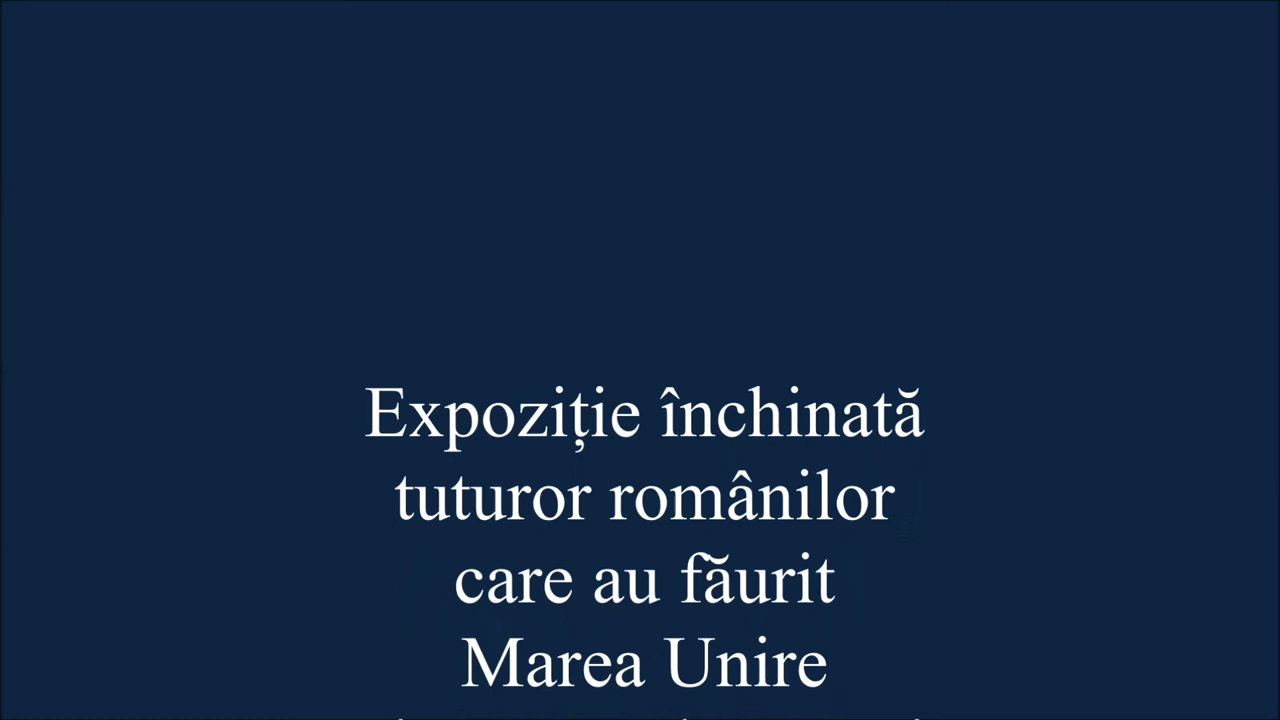 Expoziție închinată
tuturor românilor
care au făurit
Marea Unire